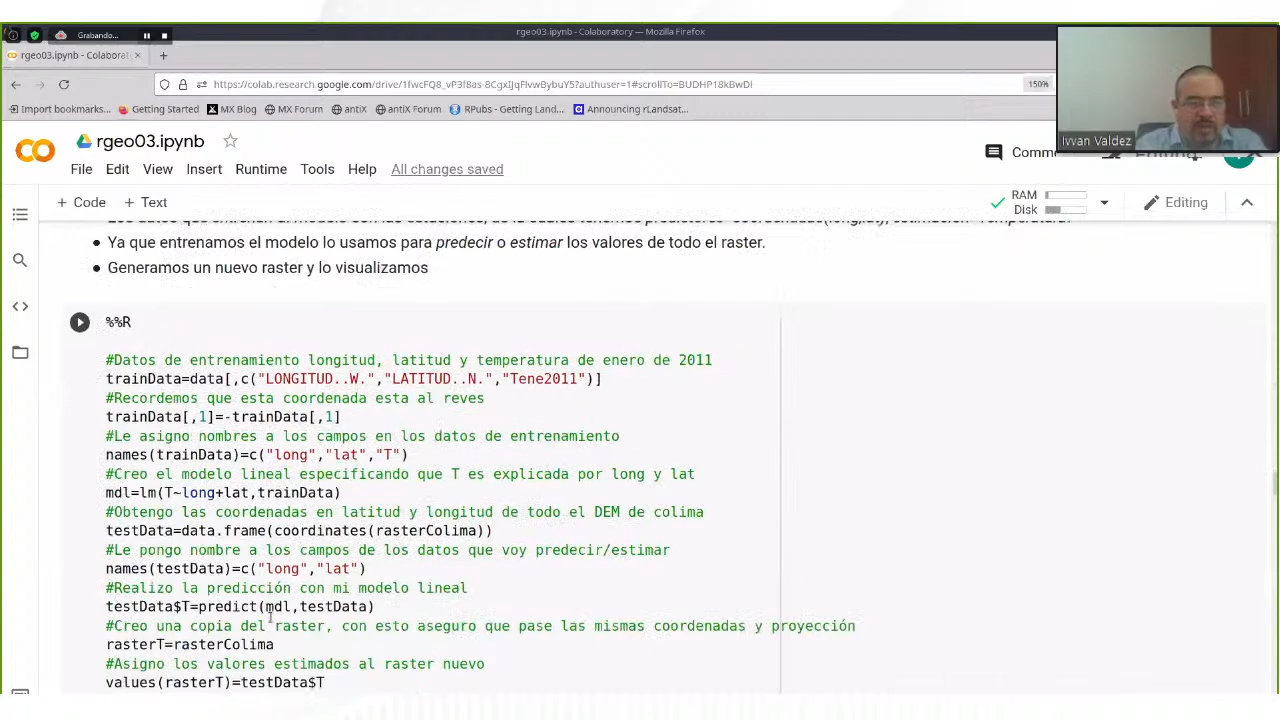 Grabando...
rgeo03.ipynb - Colaboratory — Mozilla Firefox
rgeo03.ipynb - Colaborat
https://colab.research.google.com/drive/
150%
Import bookmarks...
Getting Started
MX Blog
MX Forum
antiX
antiX Forum
RPubs - Getting Land...
Announcing rLandsat...
Ivvan Valdez
rgeo03.ipynb
File Edit View Insert Runtime Tools Help All changes saved
Comme
+ Code + Text
RAM
Disk
Editing
• Ya que entrenamos el modelo lo usamos para predecir o estimar los valores de todo el raster.
• Generamos un nuevo raster y lo visualizamos
%%R
#Datos de entrenamiento longitud, latitud y temperatura de enero de 2011
trainData=data[,c("LONGITUD..W.","LATITUD..N.","Tene2011")]
#Recordemos que esta coordenada esta al reves
trainData[,1]=-trainData[,1]
#Le asigno nombres a los campos en los datos de entrenamiento
names(trainData)=c("long","lat","T")
#Creo el modelo lineal especificando que T es explicada por long y lat
mdl=lm(T~long+lat,trainData)
#Obtengo las coordenadas en latitud y longitud de todo el DEM de colima
testData=data.frame(coordinates(rasterColima))
#Le pongo nombre a los campos de los datos que voy predecir/estimar
names(testData)=c("long","lat")
#Realizo la predicción con mi modelo lineal
testData$T=predict(mdl,testData)
#Creo una copia del raster, con esto aseguro que pase las mismas coordenadas y proyección
rasterT=rasterColima
#Asigno los valores estimados al raster nuevo
values(rasterT)=testData$T